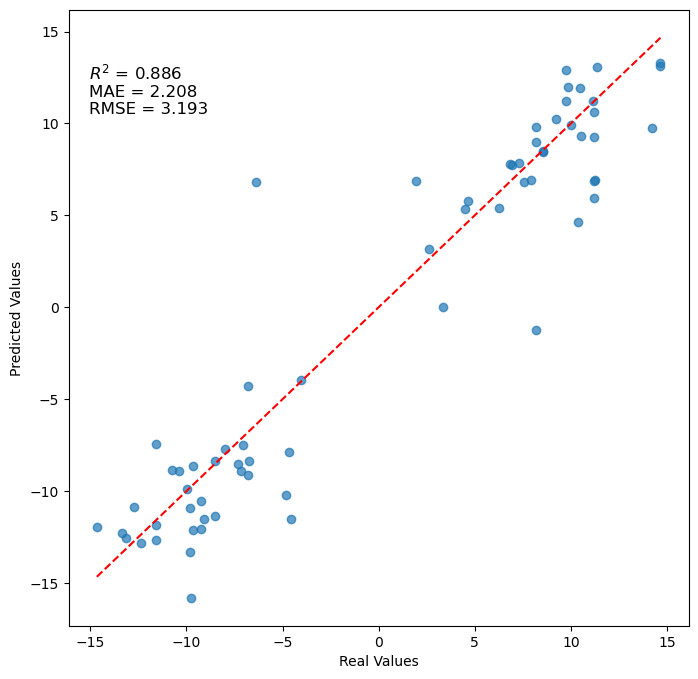 R² = 0.886
MAE = 2.208
RMSE = 3.193
15
10
5
0
−5
−10
−15
Predicted Values
−15 −10 −5 0 5 10 15
Real Values